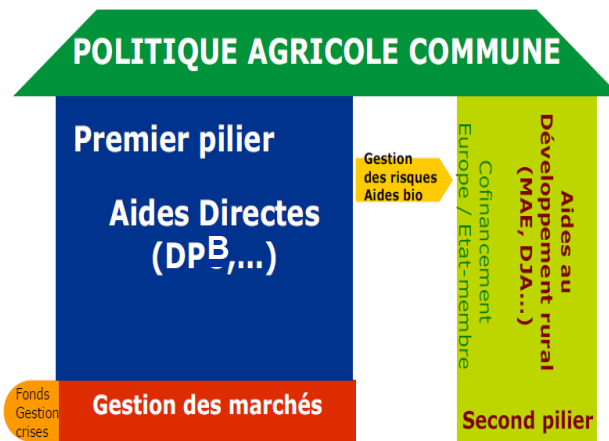 POLITIQUE AGRICOLE COMMUNE
Premier pilier
Aides Directes
(DPB,...)
Gestion
des risques
Aides bio
Cofinancement
Europe / Etat-membre
Aides au
Développement rural
(MAE, DJA...)
Fonds
Gestion
crises
Gestion des marchés
Second pilier